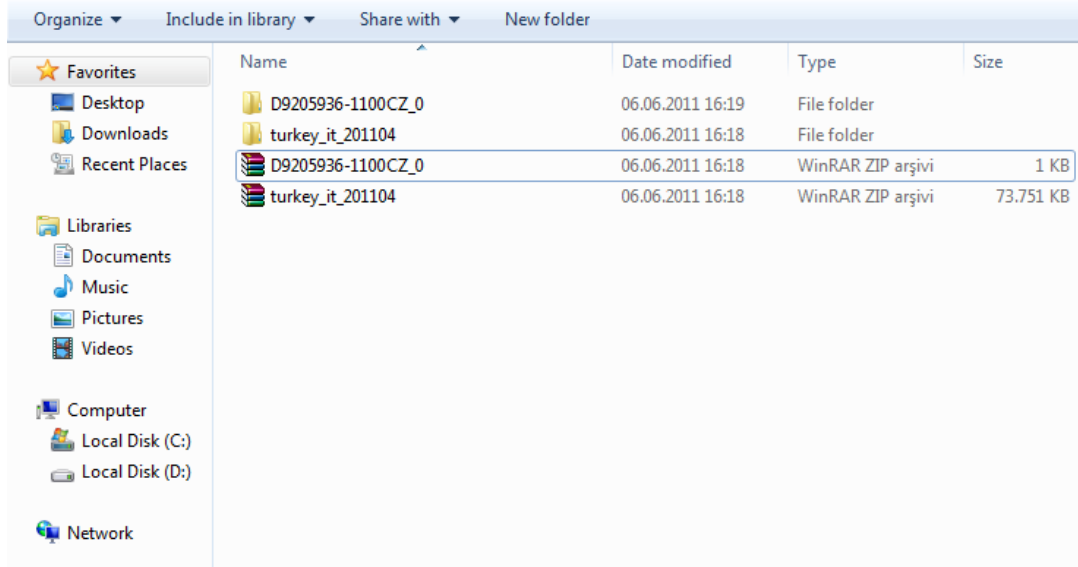 Organize Include in library Share with New folder
Favorites
Desktop
Downloads
Recent Places
Libraries
Documents
Music
Pictures
Videos
Computer
Local Disk (C:)
Local Disk (D:)
Network
Name Date modified Type Size
D9205936-1100CZ_0 06.06.2011 16:19 File folder
turkey_it_201104 06.06.2011 16:18 File folder
D9205936-1100CZ_0 06.06.2011 16:18 WinRAR ZIP arşivi 1 KB
turkey_it_201104 06.06.2011 16:18 WinRAR ZIP arşivi 73.751 KB